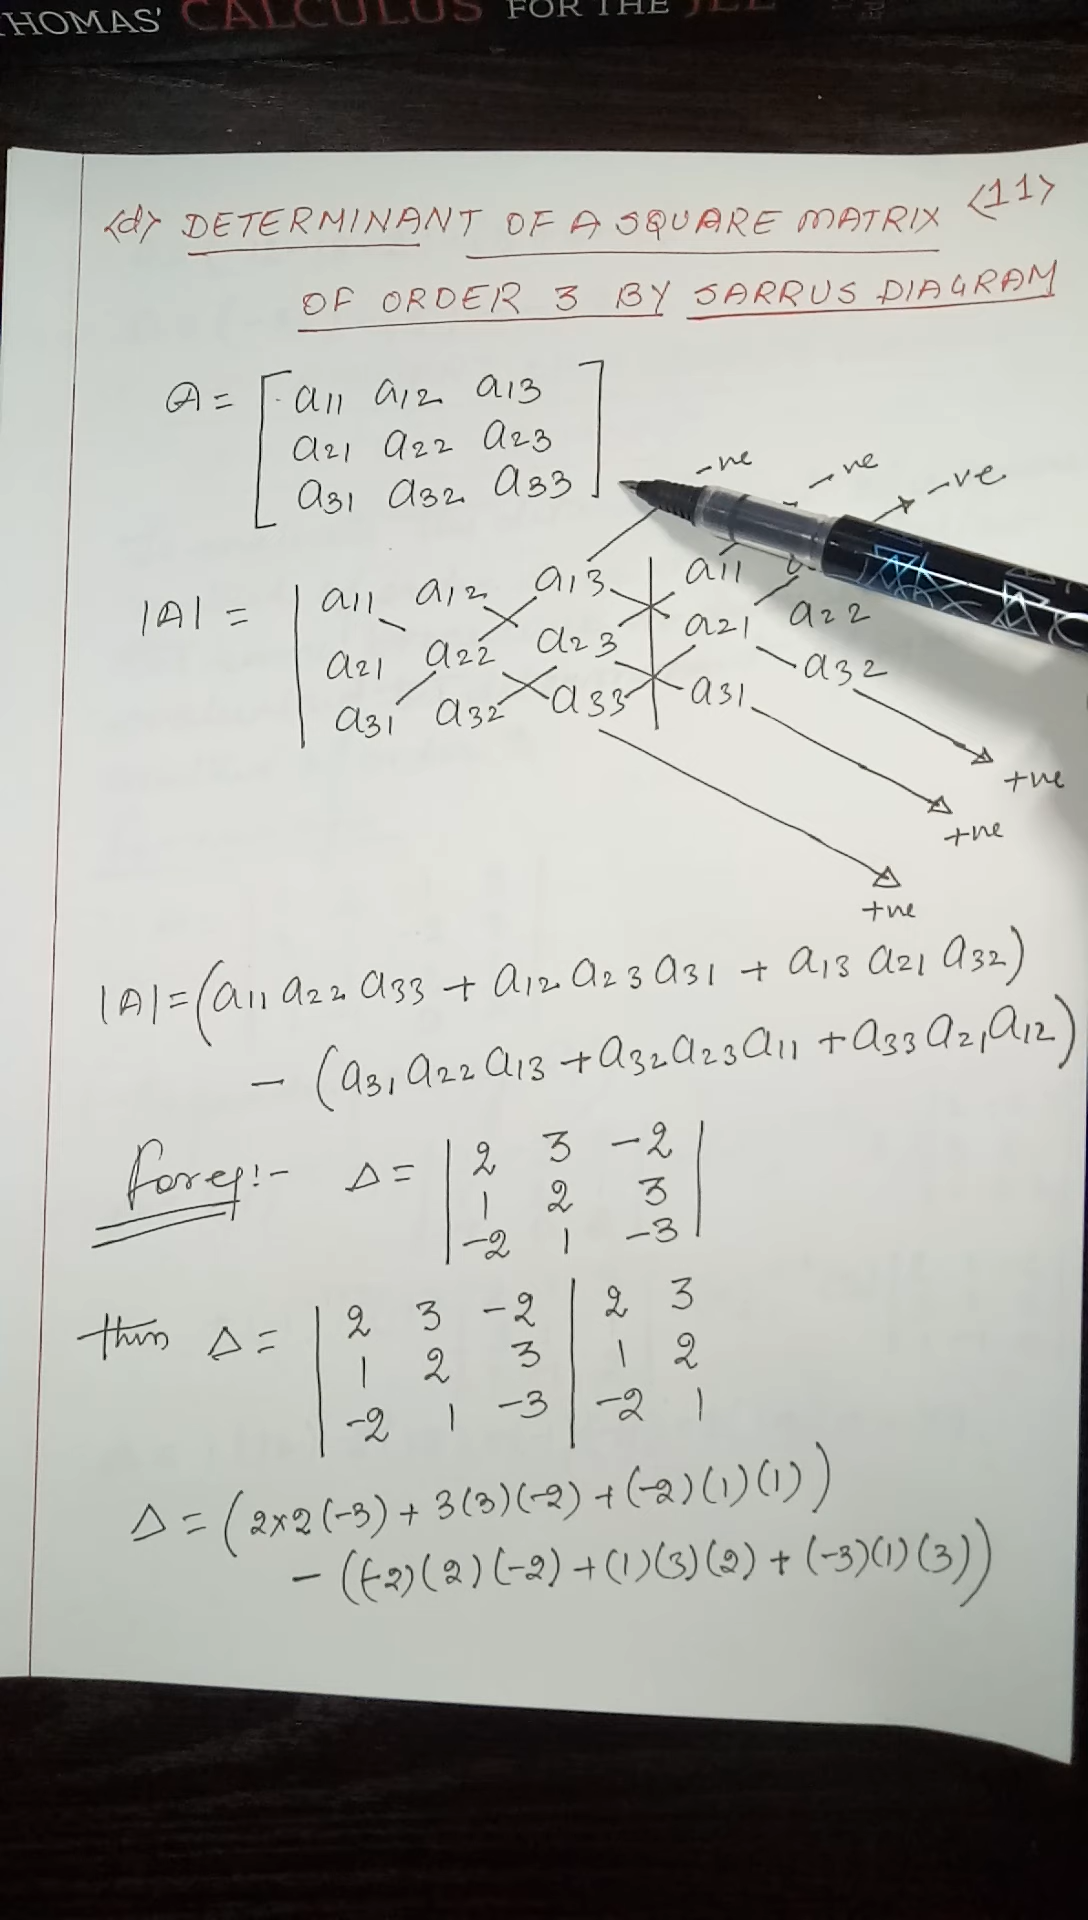 THOMAS' CALCULUS FOR THE JEE
<11>
<d> DETERMINANT OF A SQUARE MATRIX
OF ORDER 3 BY SARRUS DIAGRAM
A = [ a11 a12 a13
a21 a22 a23
a31 a32 a33 ]
-ve -ve -ve
|A| = | a11 a12 a13 | a11
a21 a22 a23 | a21 a22
a31 a32 a33 | a31 a32
+ve
+ve
+ve
|A| = (a11 a22 a33 + a12 a23 a31 + a13 a21 a32)
- (a31 a22 a13 + a32 a23 a11 + a33 a21 a12)
For eg:- Δ = | 2 3 -2 |
1 2 3
-2 1 -3
then Δ = | 2 3 -2 | 2 3
1 2 3 | 1 2
-2 1 -3 | -2 1
Δ = (2×2(-3) + 3(3)(-2) + (-2)(1)(1))
- ((-2)(2)(-2) + (1)(3)(2) + (-3)(1)(3))